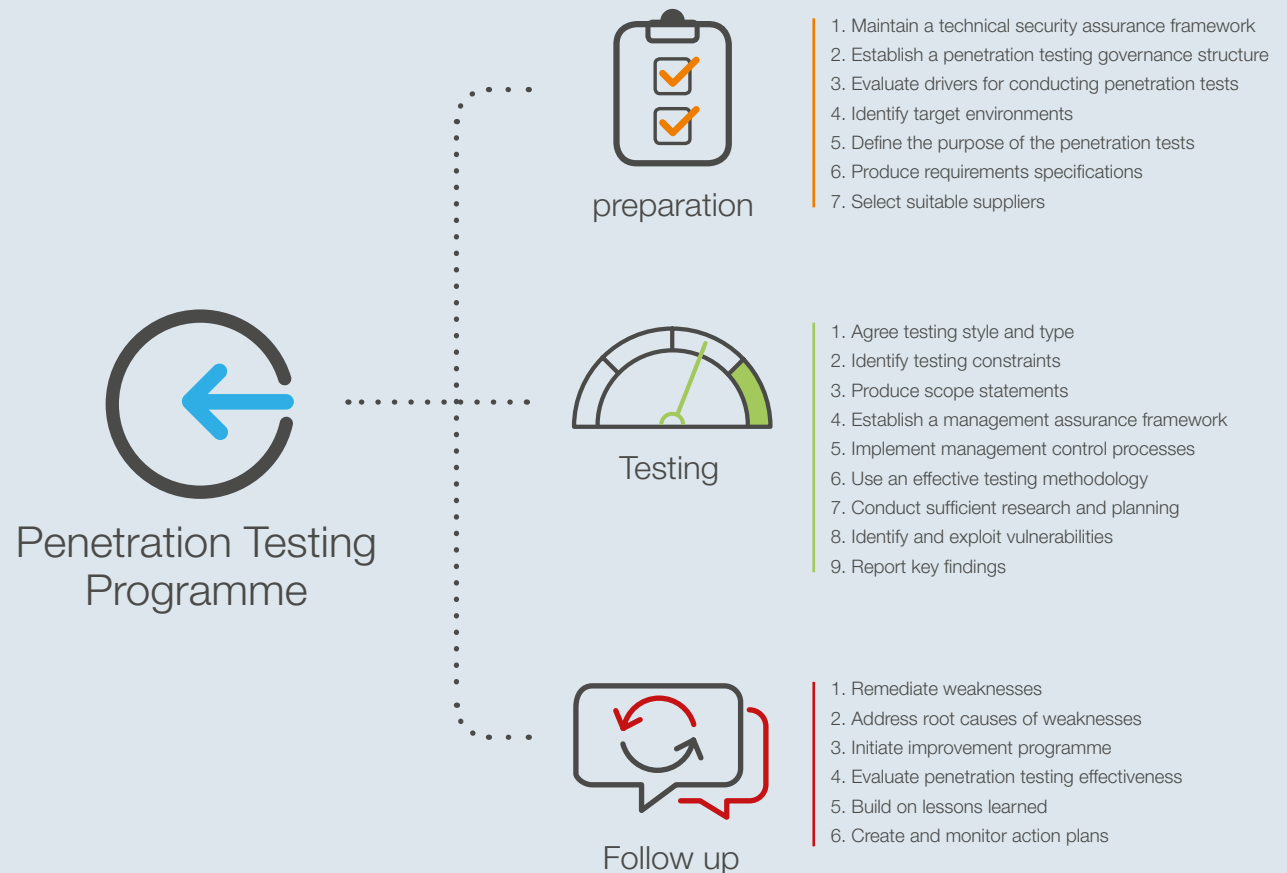 Penetration Testing
Programme
preparation
1. Maintain a technical security assurance framework
2. Establish a penetration testing governance structure
3. Evaluate drivers for conducting penetration tests
4. Identify target environments
5. Define the purpose of the penetration tests
6. Produce requirements specifications
7. Select suitable suppliers
Testing
1. Agree testing style and type
2. Identify testing constraints
3. Produce scope statements
4. Establish a management assurance framework
5. Implement management control processes
6. Use an effective testing methodology
7. Conduct sufficient research and planning
8. Identify and exploit vulnerabilities
9. Report key findings
Follow up
1. Remediate weaknesses
2. Address root causes of weaknesses
3. Initiate improvement programme
4. Evaluate penetration testing effectiveness
5. Build on lessons learned
6. Create and monitor action plans